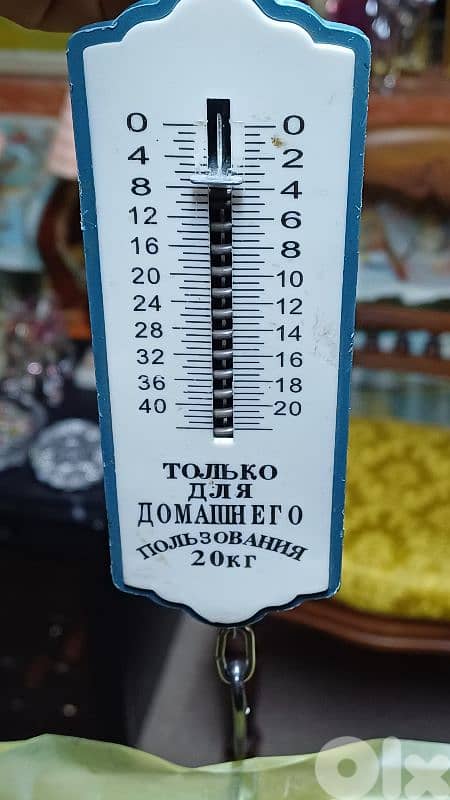 0 0
4 2
8 4
12 6
16 8
20 10
24 12
28 14
32 16
36 18
40 20
ТОЛЬКО
ДЛЯ
ДОМАШНЕГО
ПОЛЬЗОВАНИЯ
20кг
OLX